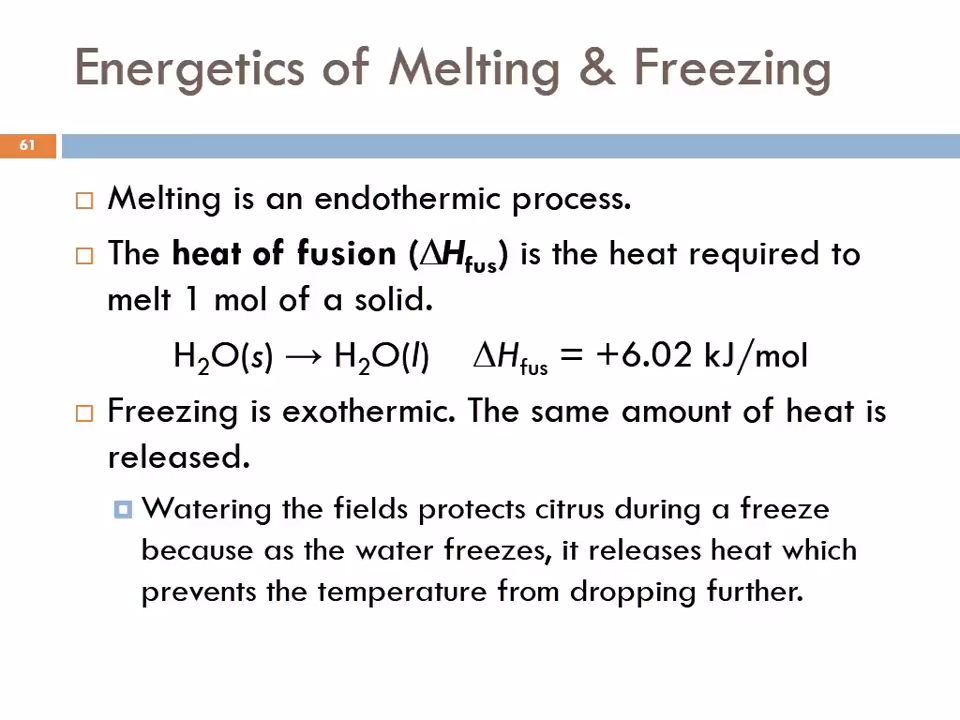 Energetics of Melting & Freezing
61
Melting is an endothermic process.
The heat of fusion (∆Hfus) is the heat required to
melt 1 mol of a solid.
H₂O(s) → H₂O(l) ∆Hfus = +6.02 kJ/mol
Freezing is exothermic. The same amount of heat is
released.
Watering the fields protects citrus during a freeze
because as the water freezes, it releases heat which
prevents the temperature from dropping further.